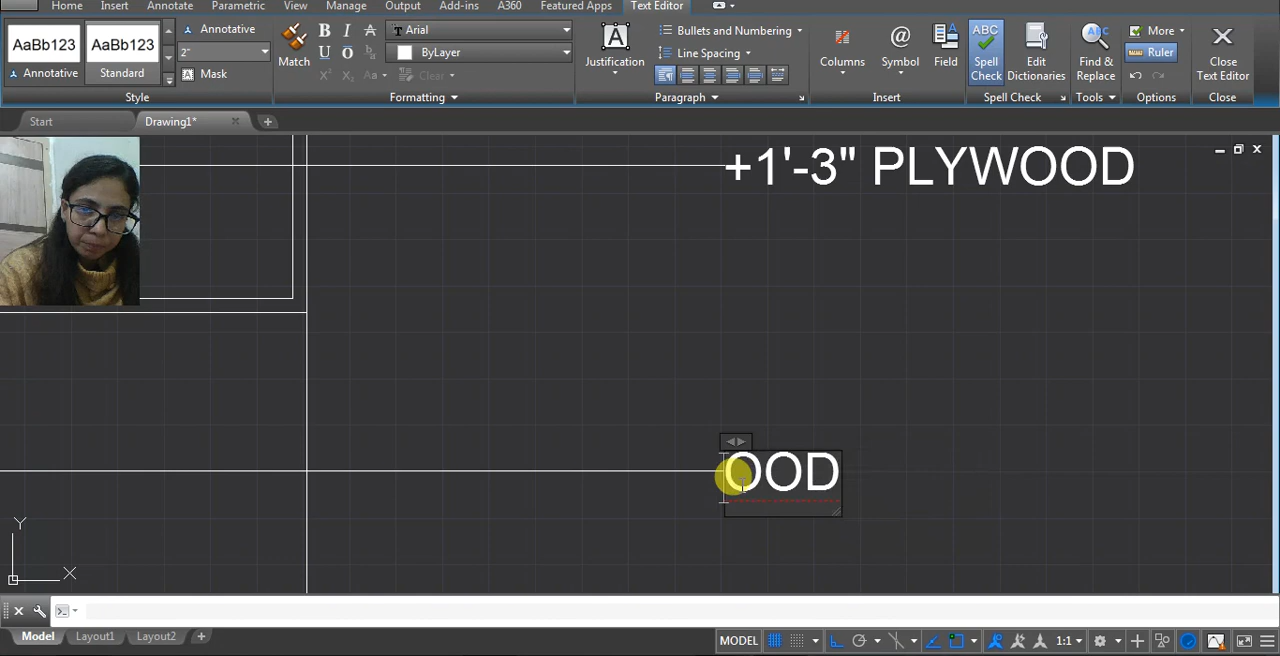 Home Insert Annotate Parametric View Manage Output Add-ins A360 Featured Apps Text Editor
AaBb123 AaBb123 Annotative
Annotative Standard 2"
Mask
Style
Match
B I A Arial
U O ByLayer
Aa Clear
Formatting
Justification
Bullets and Numbering
Line Spacing
Paragraph
Columns
@ Symbol
Field
Insert
ABC Spell Check
Edit Dictionaries
Spell Check
ABC Find & Replace
Tools
More
Ruler
Options
Close Text Editor
Close
Start Drawing1* +
+1'-3" PLYWOOD
OOD
Y
X
Model Layout1 Layout2 +
MODEL 1:1